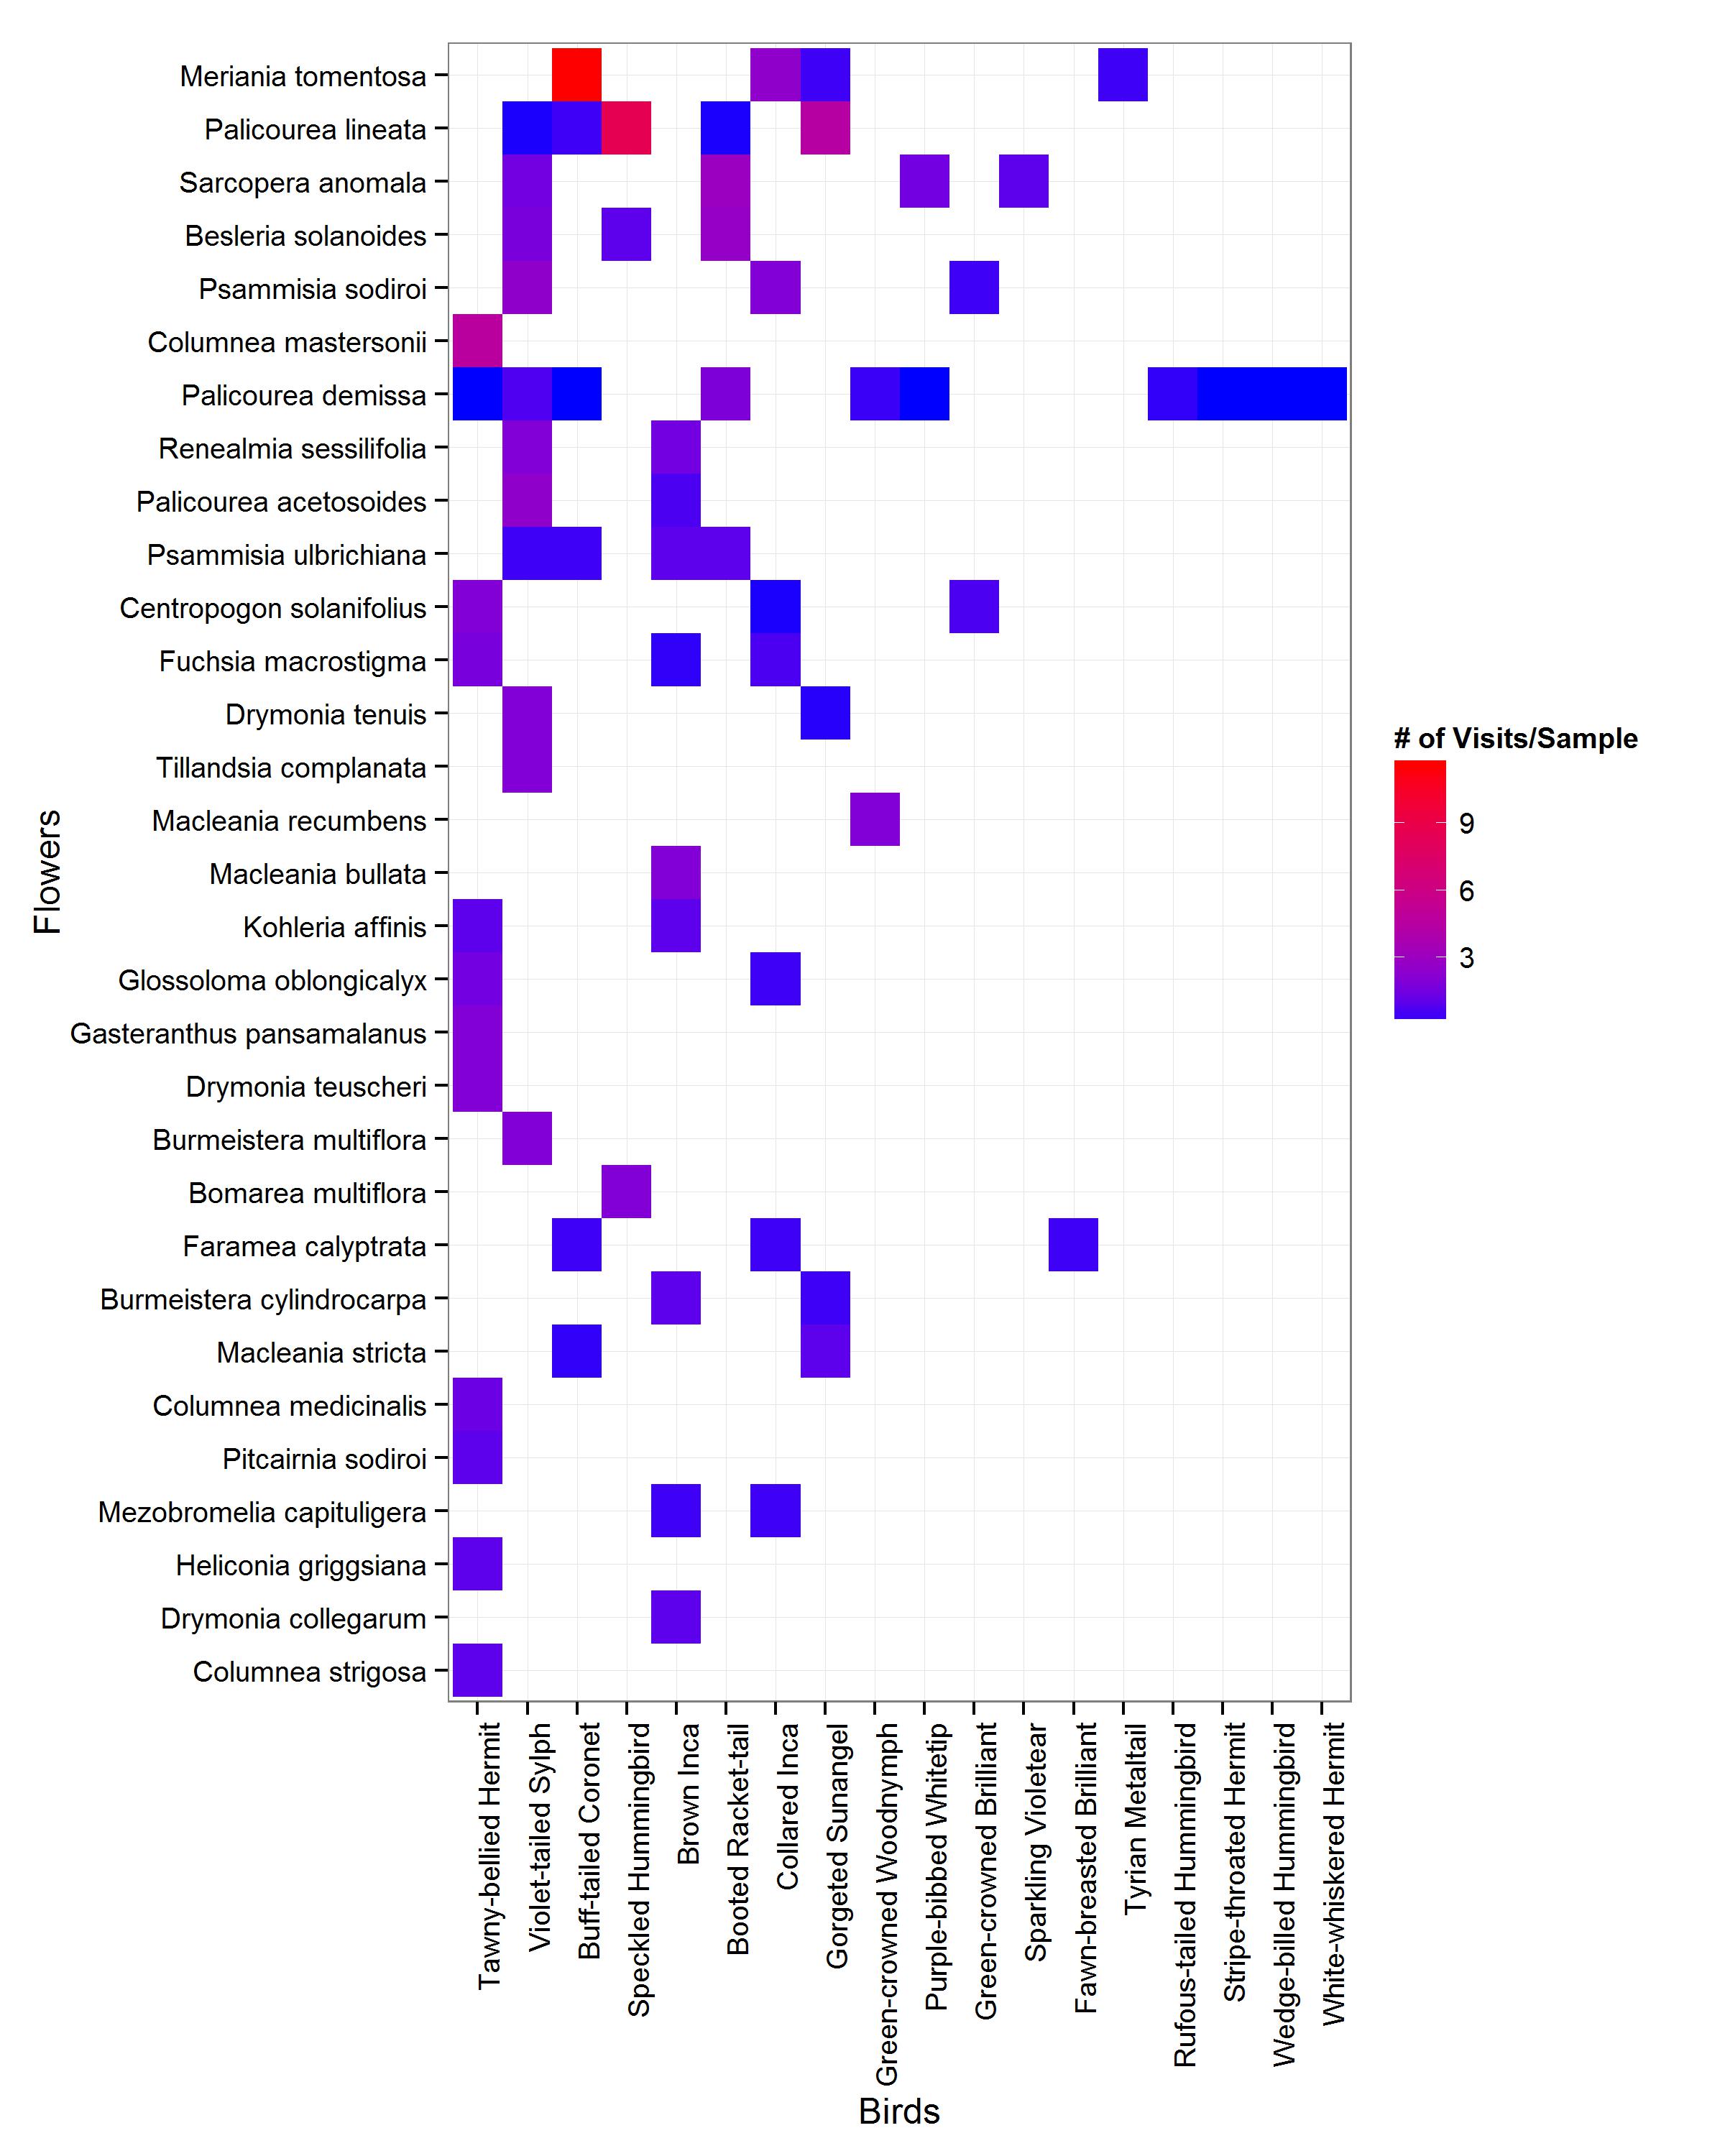 Meriania tomentosa
Palicourea lineata
Sarcopera anomala
Besleria solanoides
Psammisia sodiroi
Columnea mastersonii
Palicourea demissa
Renealmia sessilifolia
Palicourea acetosoides
Psammisia ulbrichiana
Centropogon solanifolius
Fuchsia macrostigma
Drymonia tenuis
Tillandsia complanata
Macleania recumbens
Macleania bullata
Kohleria affinis
Glossoloma oblongicalyx
Gasteranthus pansamalanus
Drymonia teuscheri
Burmeistera multiflora
Bomarea multiflora
Faramea calyptrata
Burmeistera cylindrocarpa
Macleania stricta
Columnea medicinalis
Pitcairnia sodiroi
Mezobromelia capituligera
Heliconia griggsiana
Drymonia collegarum
Columnea strigosa
Flowers
Tawny-bellied Hermit
Violet-tailed Sylph
Buff-tailed Coronet
Speckled Hummingbird
Brown Inca
Booted Racket-tail
Collared Inca
Gorgeted Sunangel
Green-crowned Woodnymph
Purple-bibbed Whitetip
Green-crowned Brilliant
Sparkling Violetear
Fawn-breasted Brilliant
Tyrian Metaltail
Rufous-tailed Hummingbird
Stripe-throated Hermit
Wedge-billed Hummingbird
White-whiskered Hermit
Birds
# of Visits/Sample
9
6
3